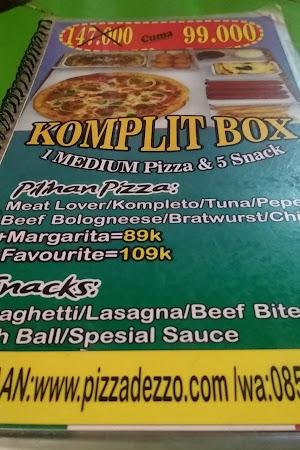 147.000 Cuma 99.000
KOMPLIT BOX
1 MEDIUM Pizza & 5 Snack
Pilihan Pizza:
Meat Lover/Kompleto/Tuna/Pepe
Beef Bologneese/Bratwurst/Chi
+Margarita=89k
Favourite=109k
Snacks:
aghetti/Lasagna/Beef Bite
h Ball/Spesial Sauce
AN:www.pizzadezzo.com /wa:085